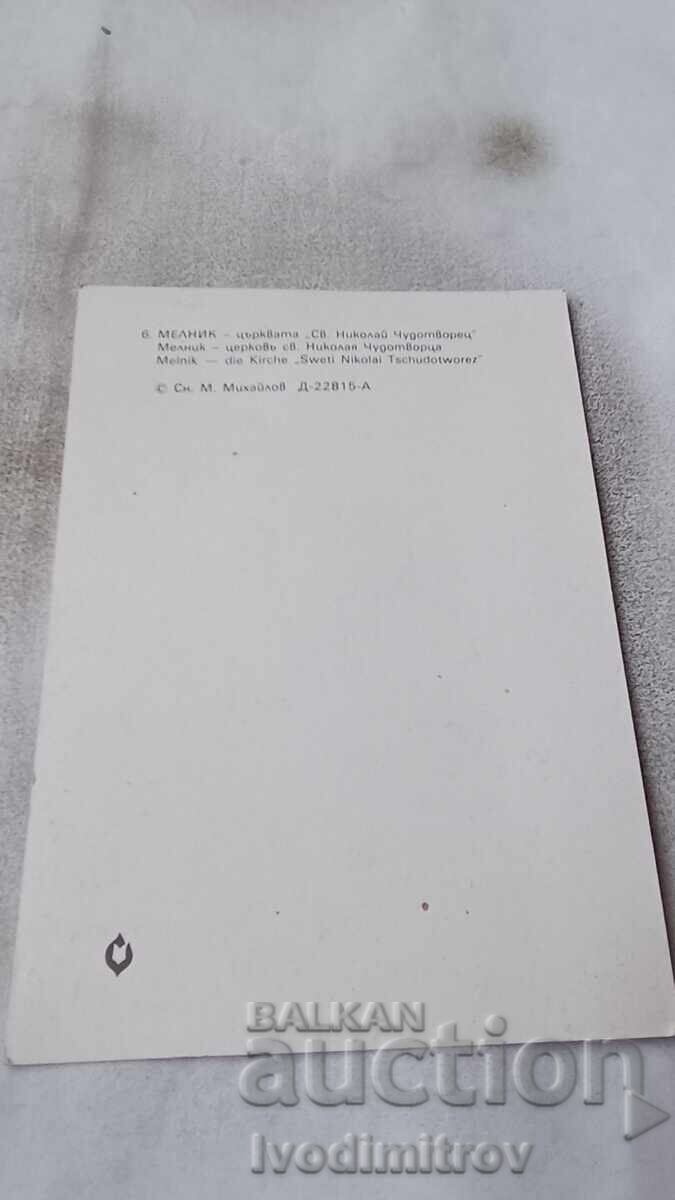 6. МЕЛНИК – църквата „Св. Николай Чудотворец"
Мелник – церковь св. Николая Чудотворца
Melnik — die Kirche „Sweti Nikolai Tschudotworez"
© Сн. М. Михайлов Д-22815-А
BALKAN
auction
Ivodimitrov